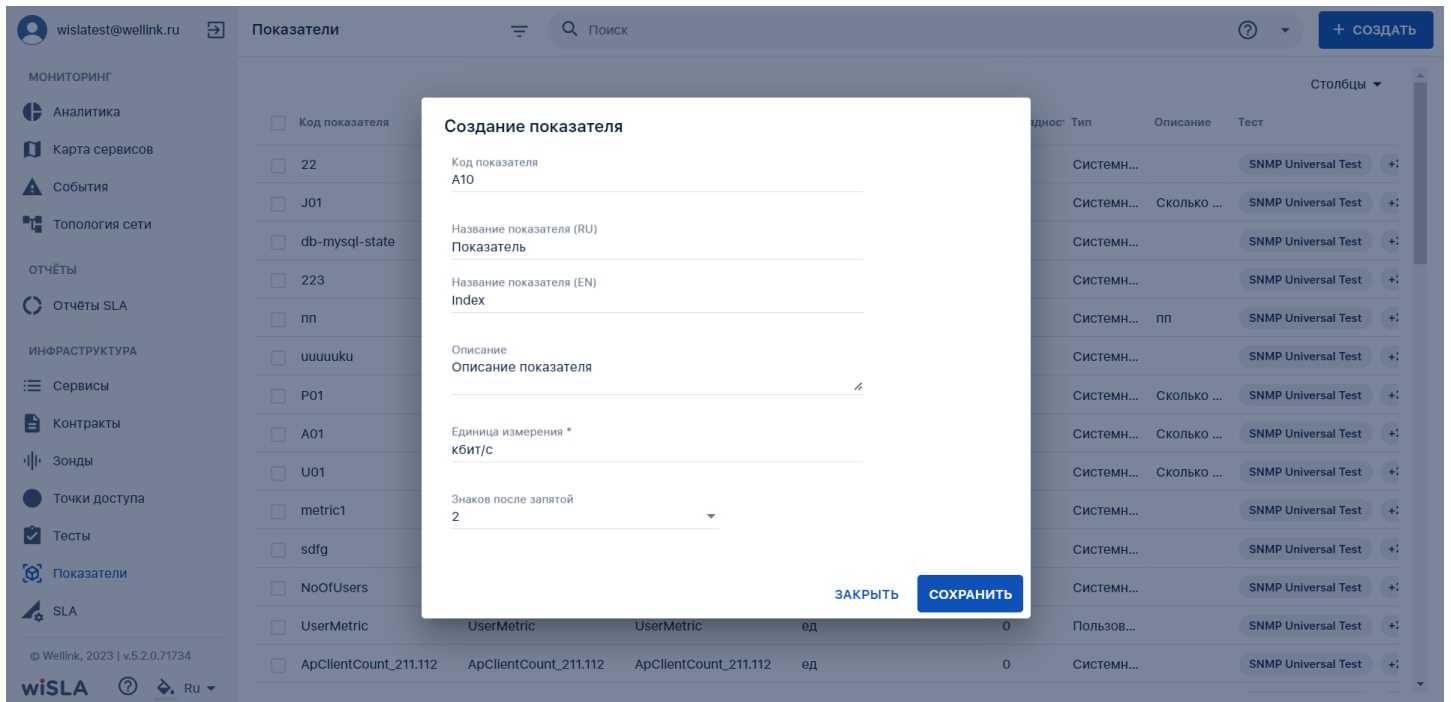 wislatest@wellink.ru
Показатели
Поиск
+ СОЗДАТЬ
МОНИТОРИНГ
Аналитика
Карта сервисов
События
Топология сети
ОТЧЁТЫ
Отчёты SLA
ИНФРАСТРУКТУРА
Сервисы
Контракты
Зонды
Точки доступа
Тесты
Показатели
SLA
© Wellink, 2023 | v.5.2.0.71734
wiSLA Ru
Столбцы
Код показателя Тип Описание Тест
22 Системн... SNMP Universal Test
J01 Системн... Сколько ... SNMP Universal Test
db-mysql-state Системн... SNMP Universal Test
223 Системн... SNMP Universal Test
пп Системн... пп SNMP Universal Test
uuuuuku Системн... SNMP Universal Test
P01 Системн... Сколько ... SNMP Universal Test
A01 Системн... Сколько ... SNMP Universal Test
U01 Системн... Сколько ... SNMP Universal Test
metric1 Системн... SNMP Universal Test
sdfg Системн... SNMP Universal Test
NoOfUsers Системн... SNMP Universal Test
UserMetric UserMetric UserMetric ед 0 Пользов... SNMP Universal Test
ApClientCount_211.112 ApClientCount_211.112 ApClientCount_211.112 ед 0 Системн... SNMP Universal Test
Создание показателя
Код показателя
A10
Название показателя (RU)
Показатель
Название показателя (EN)
Index
Описание
Описание показателя
Единица измерения *
кбит/с
Знаков после запятой
2
ЗАКРЫТЬ СОХРАНИТЬ